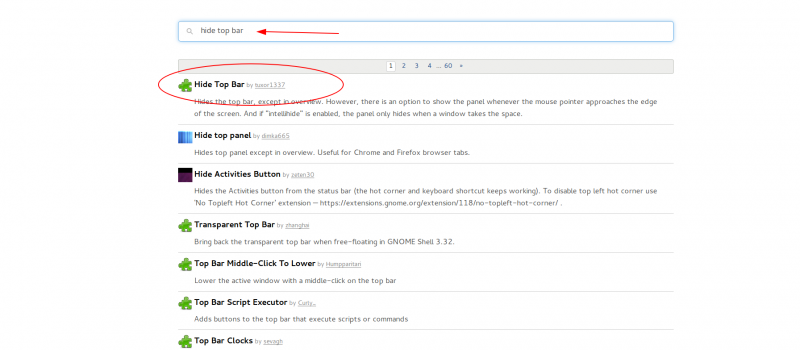 hide top bar
1 2 3 4 ... 60 »
Hide Top Bar by tuxor1337
Hides the top bar, except in overview. However, there is an option to show the panel whenever the mouse pointer approaches the edge
of the screen. And if "intellihide" is enabled, the panel only hides when a window takes the space.
Hide top panel by dimka665
Hides top panel except in overview. Useful for Chrome and Firefox browser tabs.
Hide Activities Button by zeten30
Hides the Activities button from the status bar (the hot corner and keyboard shortcut keeps working). To disable top left hot corner use
'No Topleft Hot Corner' extension — https://extensions.gnome.org/extension/118/no-topleft-hot-corner/ .
Transparent Top Bar by zhanghai
Bring back the transparent top bar when free-floating in GNOME Shell 3.32.
Top Bar Middle-Click To Lower by Humpparitari
Lower the active window with a middle-click on the top bar
Top Bar Script Executor by Curly_
Adds buttons to the top bar that execute scripts or commands
Top Bar Clocks by sevagh